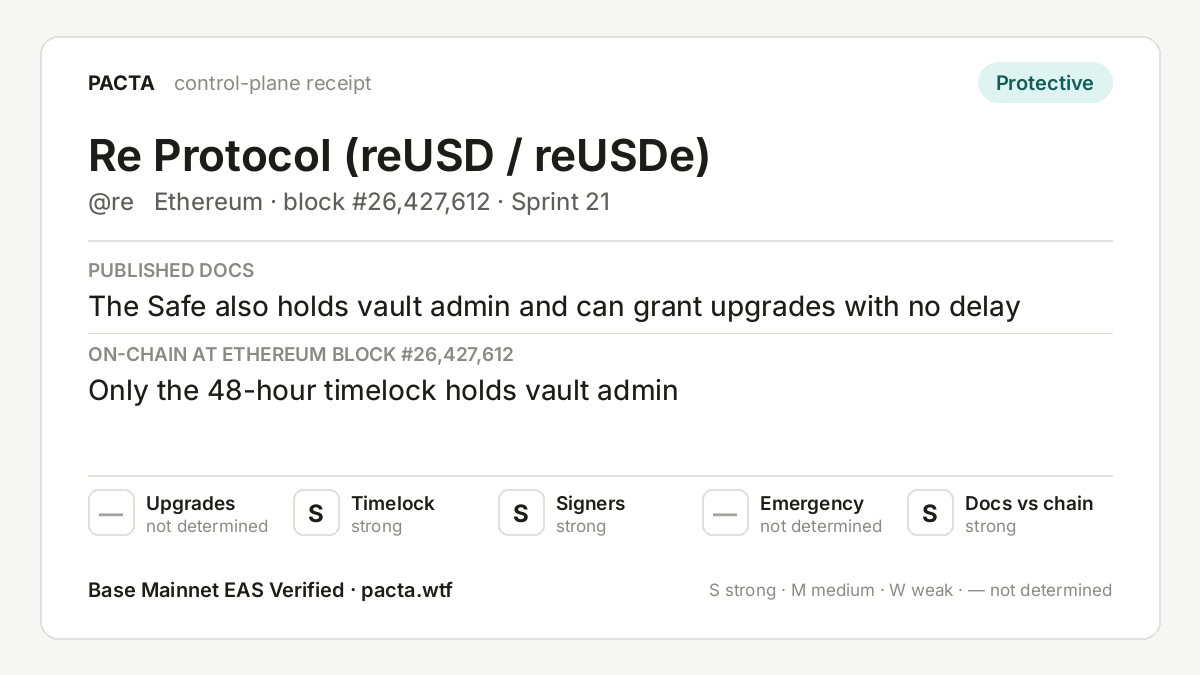 PACTA control-plane receipt
Protective
Re Protocol (reUSD / reUSDe)
@re Ethereum · block #26,427,612 · Sprint 21
PUBLISHED DOCS
The Safe also holds vault admin and can grant upgrades with no delay
ON-CHAIN AT ETHEREUM BLOCK #26,427,612
Only the 48-hour timelock holds vault admin
— Upgrades
not determined
S Timelock
strong
S Signers
strong
— Emergency
not determined
S Docs vs chain
strong
Base Mainnet EAS Verified · pacta.wtf
S strong · M medium · W weak · — not determined